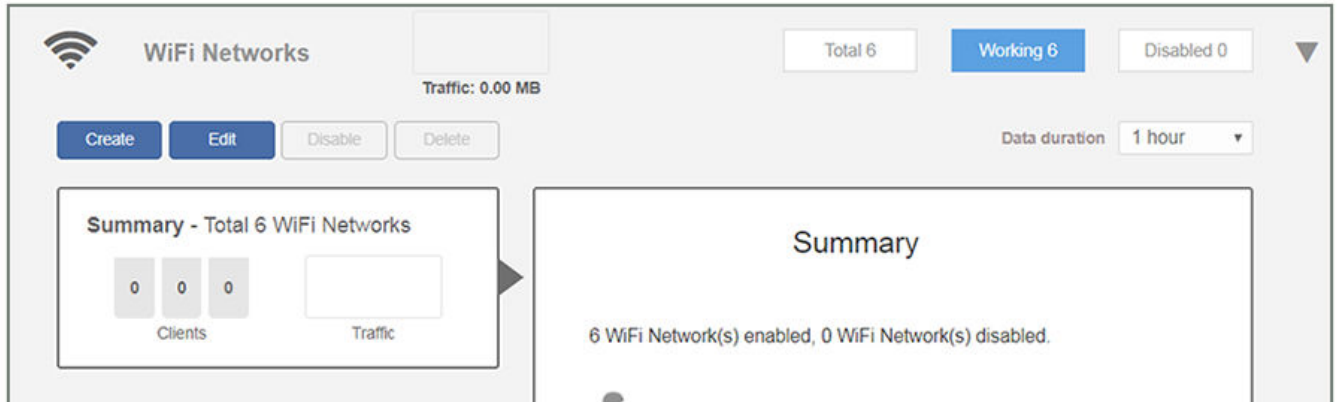 WiFi Networks
Total 6
Working 6
Disabled 0
Traffic: 0.00 MB
Create
Edit
Disable
Delete
Data duration
1 hour
Summary - Total 6 WiFi Networks
0 0 0
Clients
Traffic
Summary
6 WiFi Network(s) enabled, 0 WiFi Network(s) disabled.